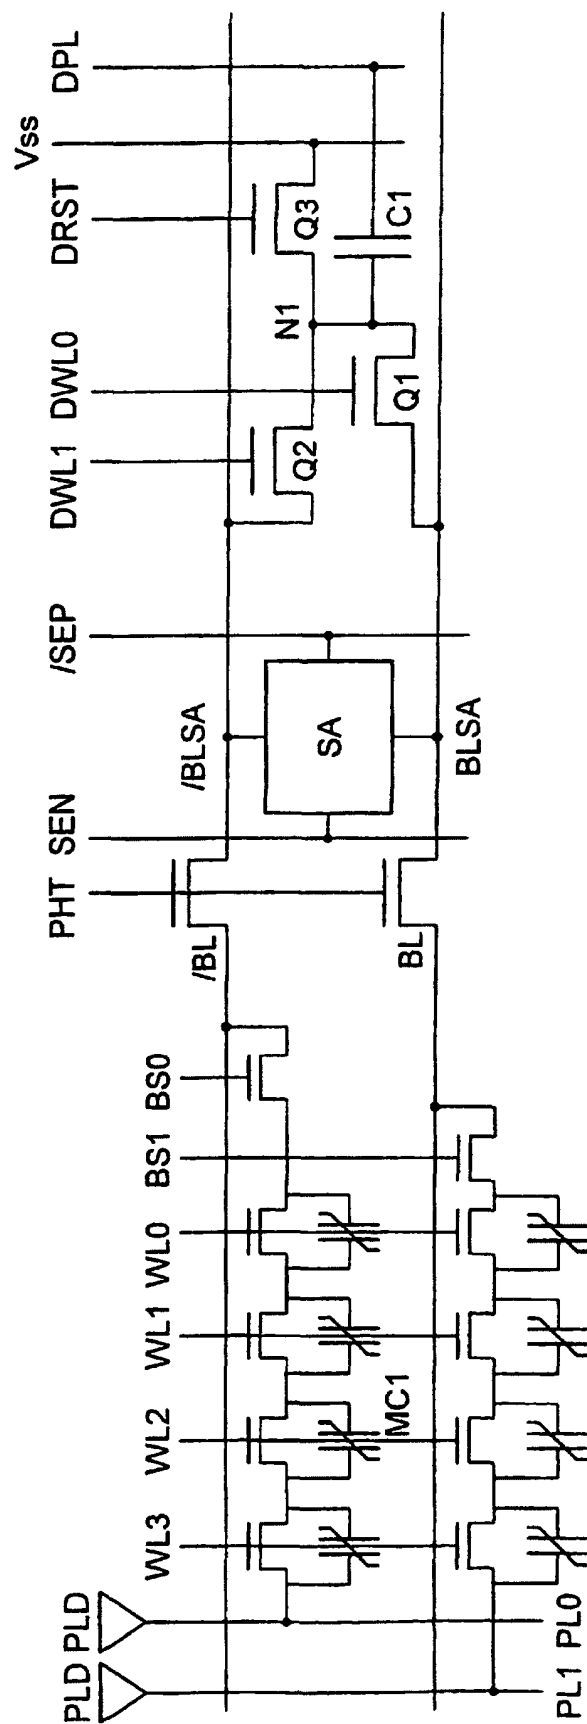 PLD
PLD
WL3
WL2
WL1
WL0
BS1
BS0
PHT
SEN
/SEP
DWL1
DWL0
DRST
Vss
DPL
/BL
/BLSA
BL
BLSA
SA
Q2
N1
Q3
Q1
C1
MC1
PL1
PL0